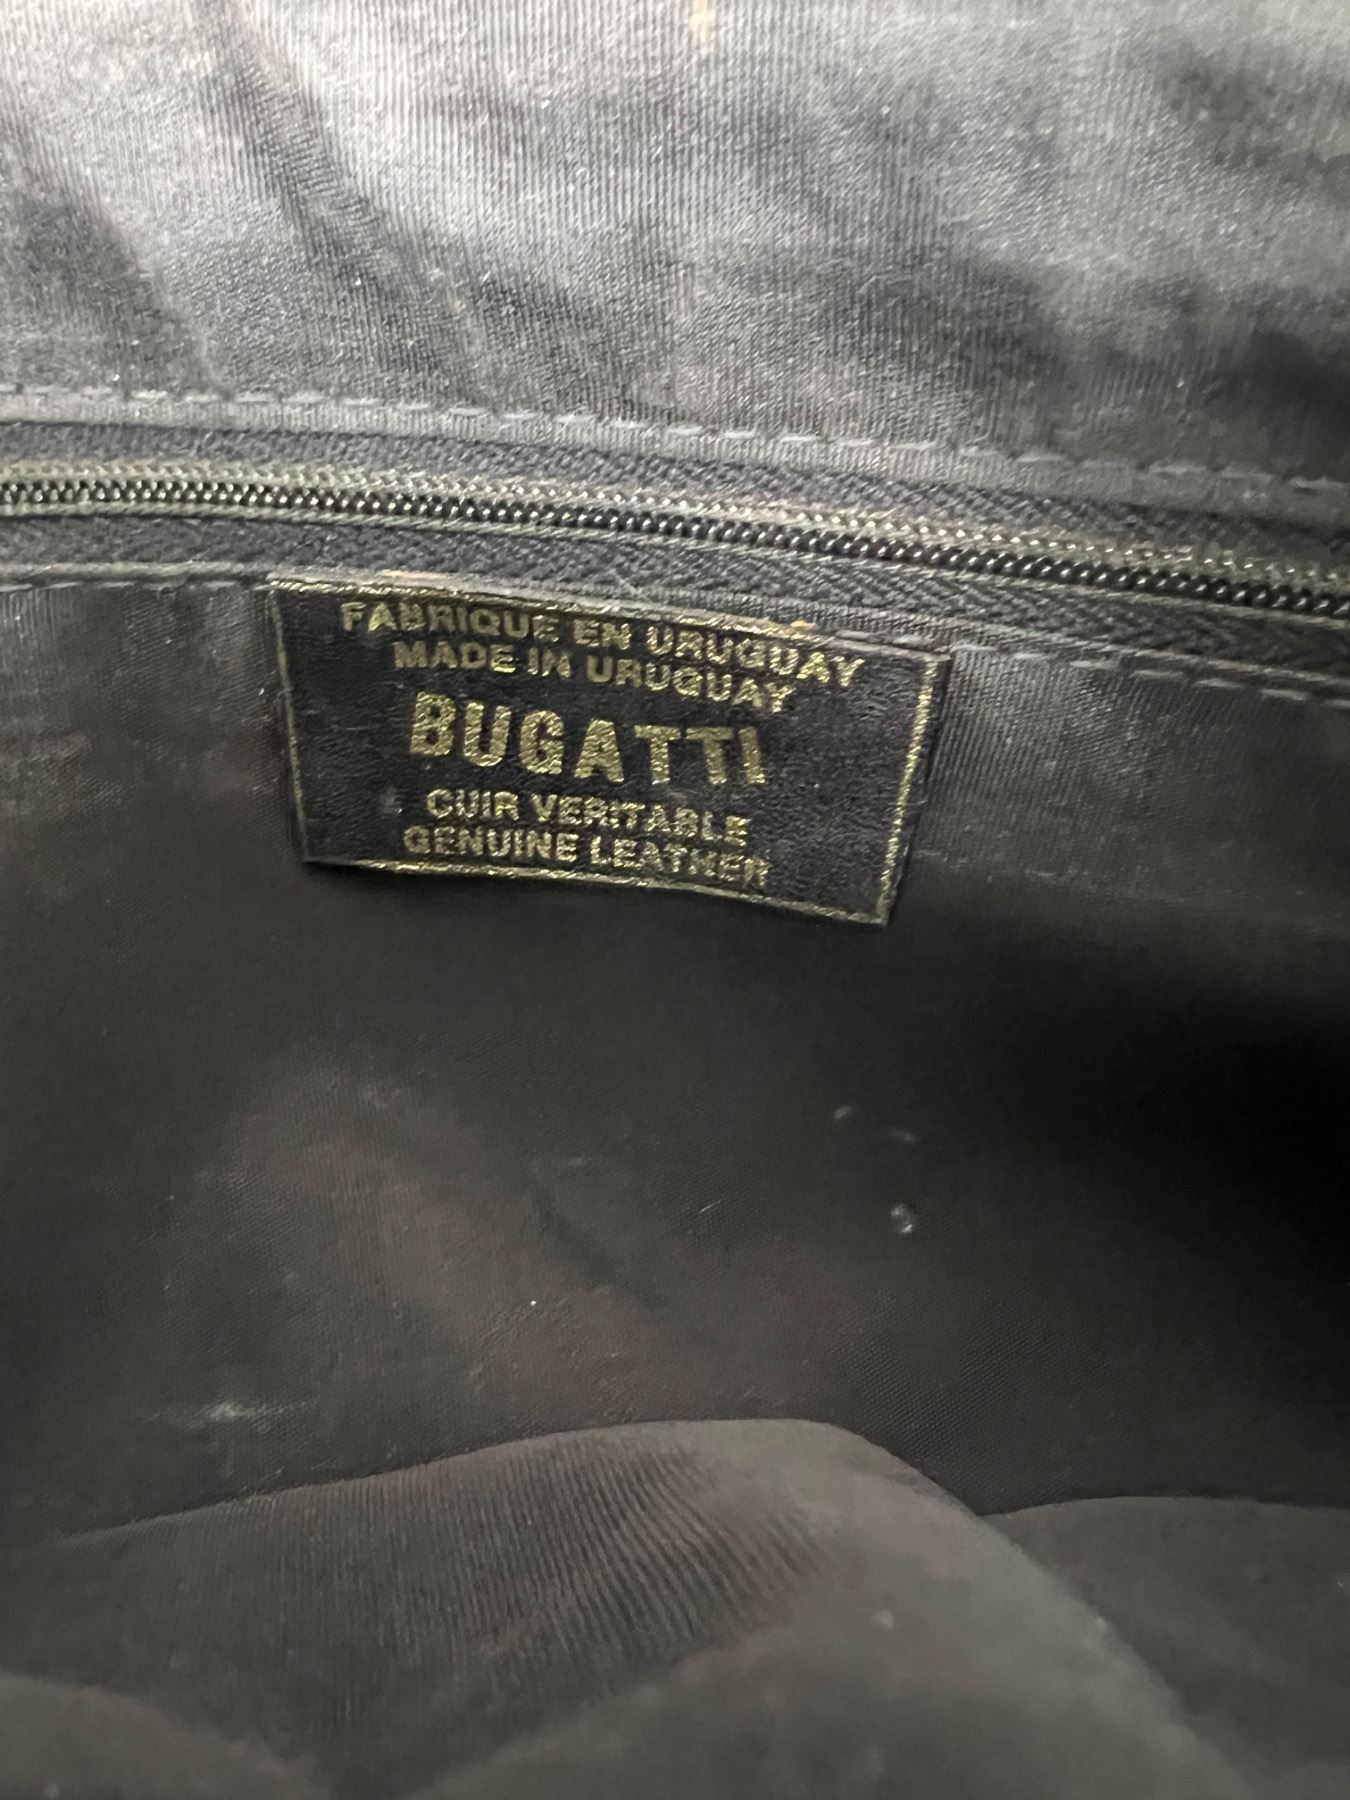 FABRIQUE EN URUGUAY
MADE IN URUGUAY
BUGATTI
CUIR VERITABLE
GENUINE LEATHER